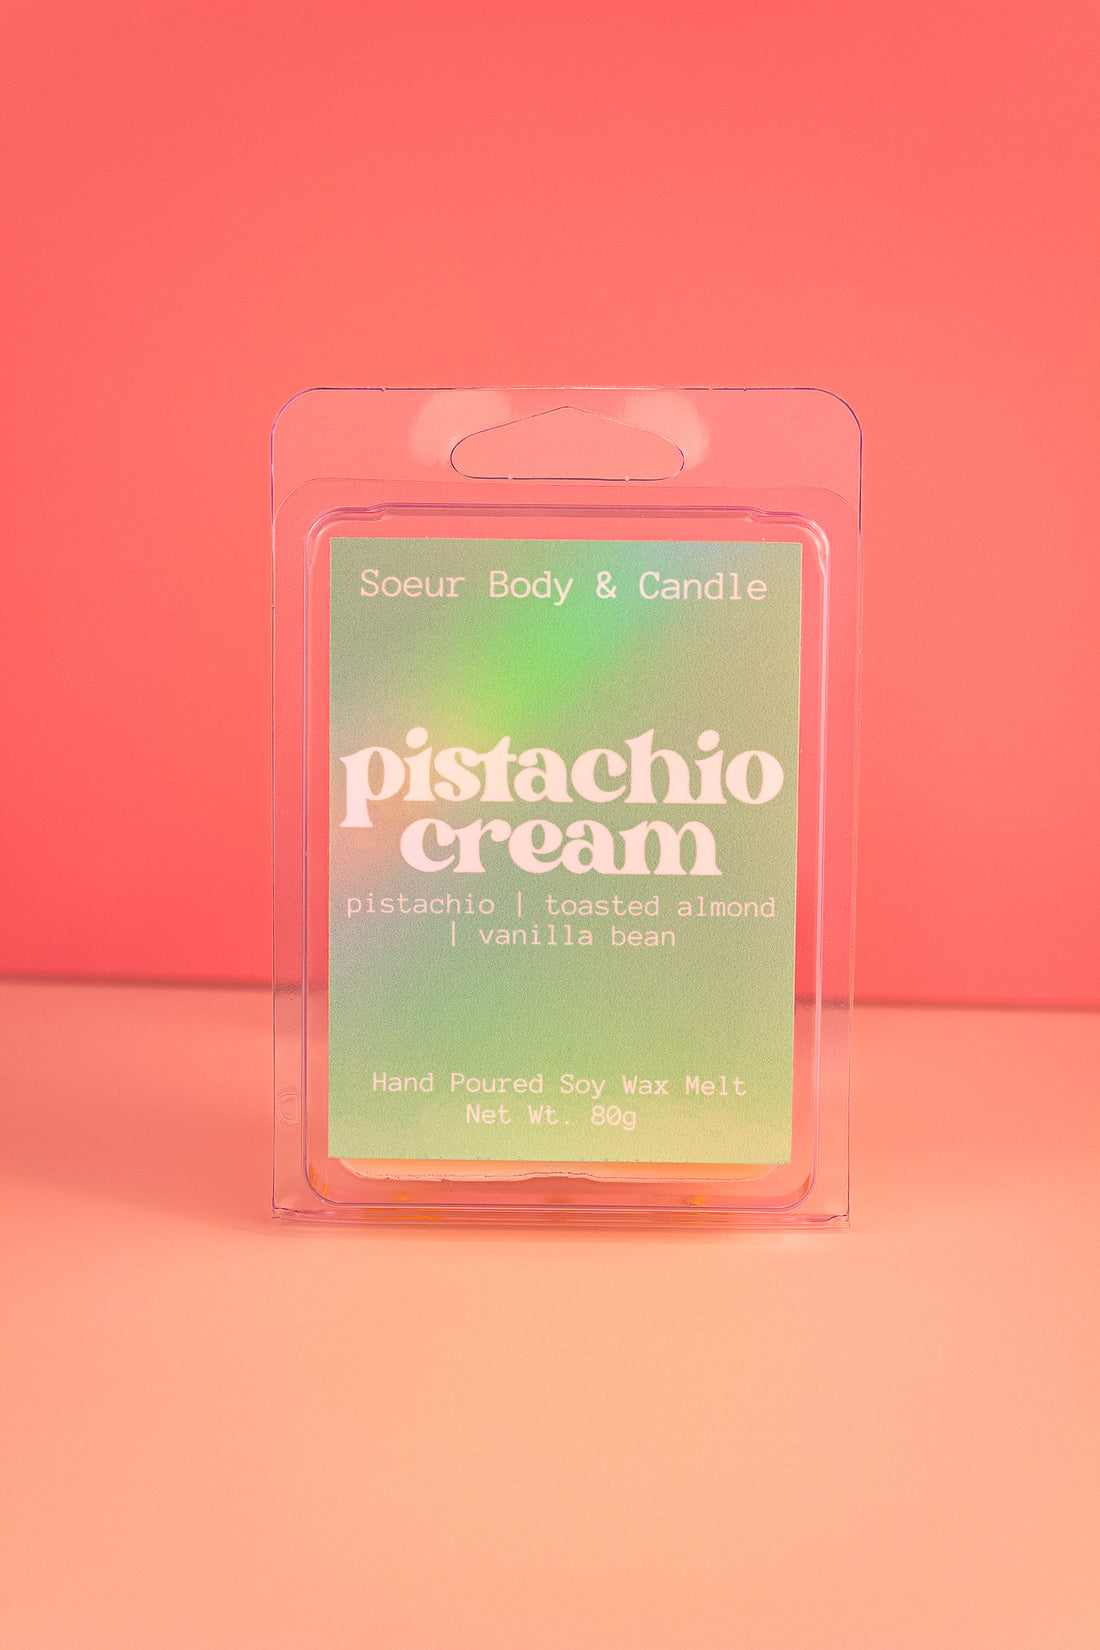 Soeur Body & Candle
pistachio
cream
pistachio | toasted almond
| vanilla bean
Hand Poured Soy Wax Melt
Net Wt. 80g